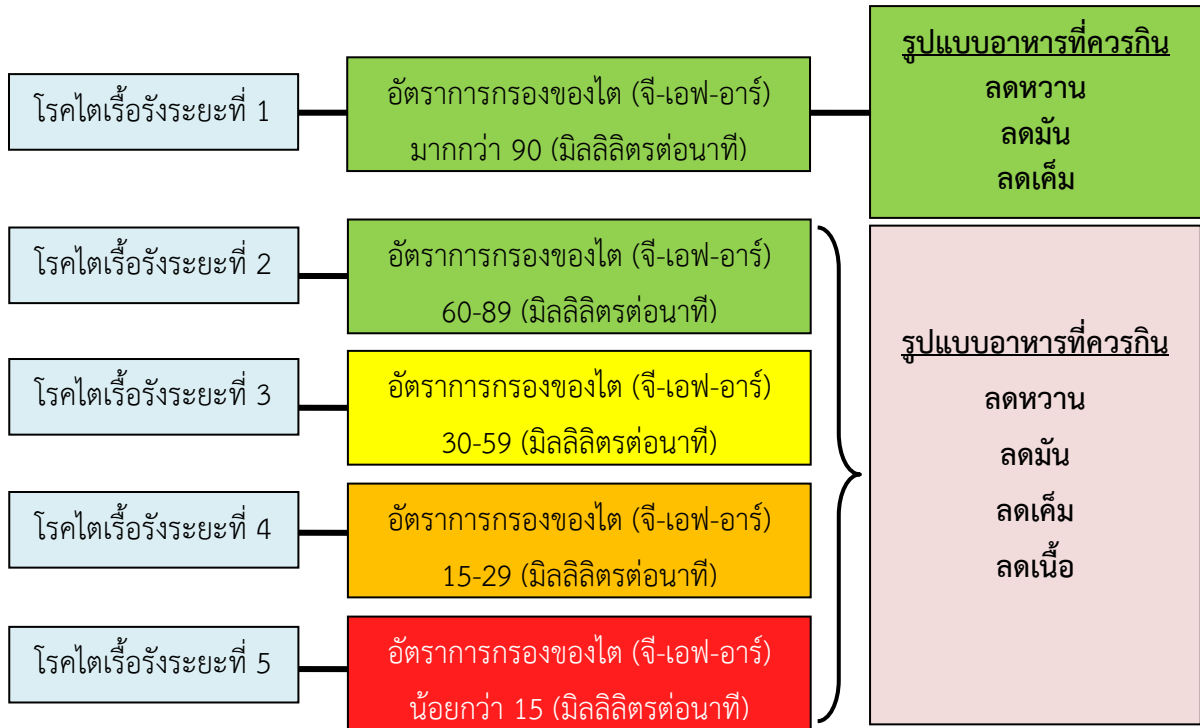 โรคไตเรื้อรังระยะที่ 1
อัตราการกรองของไต (จี-เอฟ-อาร์)
มากกว่า 90 (มิลลิลิตรต่อนาที)
รูปแบบอาหารที่ควรกิน
ลดหวาน
ลดมัน
ลดเค็ม
โรคไตเรื้อรังระยะที่ 2
อัตราการกรองของไต (จี-เอฟ-อาร์)
60-89 (มิลลิลิตรต่อนาที)
โรคไตเรื้อรังระยะที่ 3
อัตราการกรองของไต (จี-เอฟ-อาร์)
30-59 (มิลลิลิตรต่อนาที)
โรคไตเรื้อรังระยะที่ 4
อัตราการกรองของไต (จี-เอฟ-อาร์)
15-29 (มิลลิลิตรต่อนาที)
โรคไตเรื้อรังระยะที่ 5
อัตราการกรองของไต (จี-เอฟ-อาร์)
น้อยกว่า 15 (มิลลิลิตรต่อนาที)
รูปแบบอาหารที่ควรกิน
ลดหวาน
ลดมัน
ลดเค็ม
ลดเนื้อ